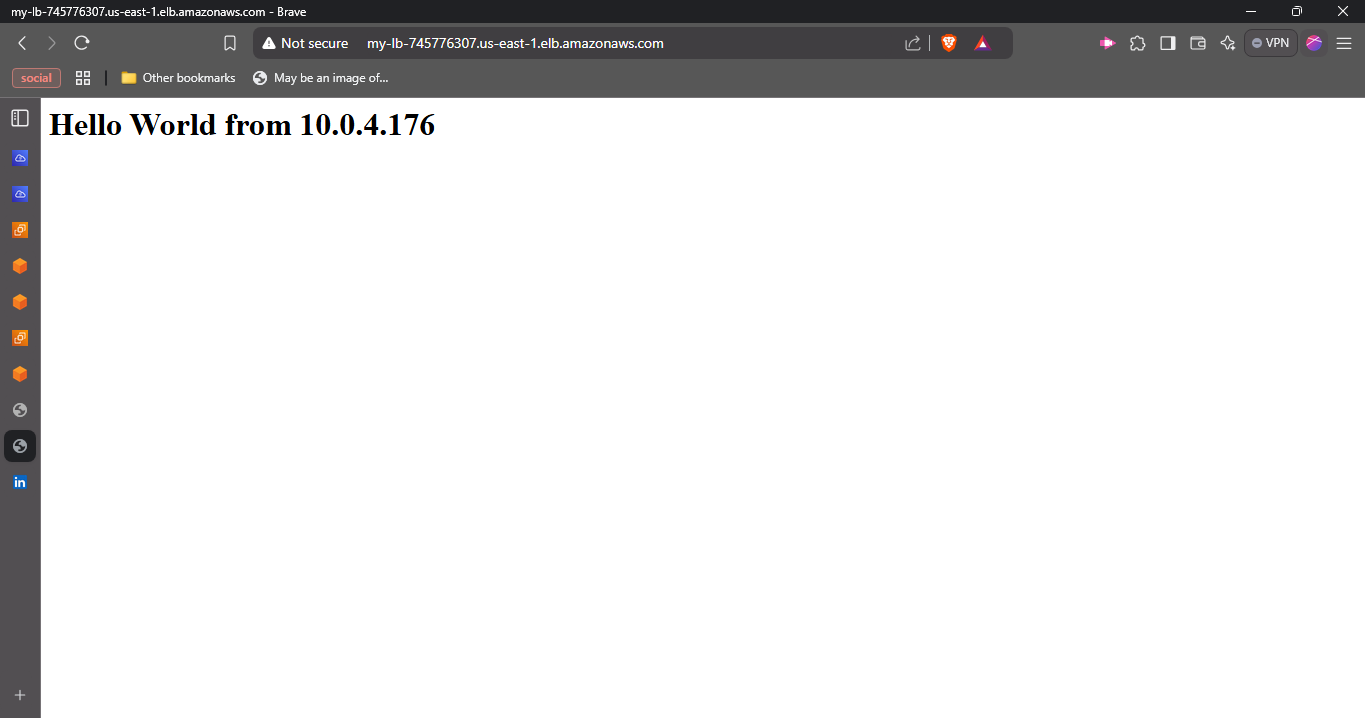 my-lb-745776307.us-east-1.elb.amazonaws.com - Brave
Not secure my-lb-745776307.us-east-1.elb.amazonaws.com
VPN
social
Other bookmarks
May be an image of...
Hello World from 10.0.4.176
in